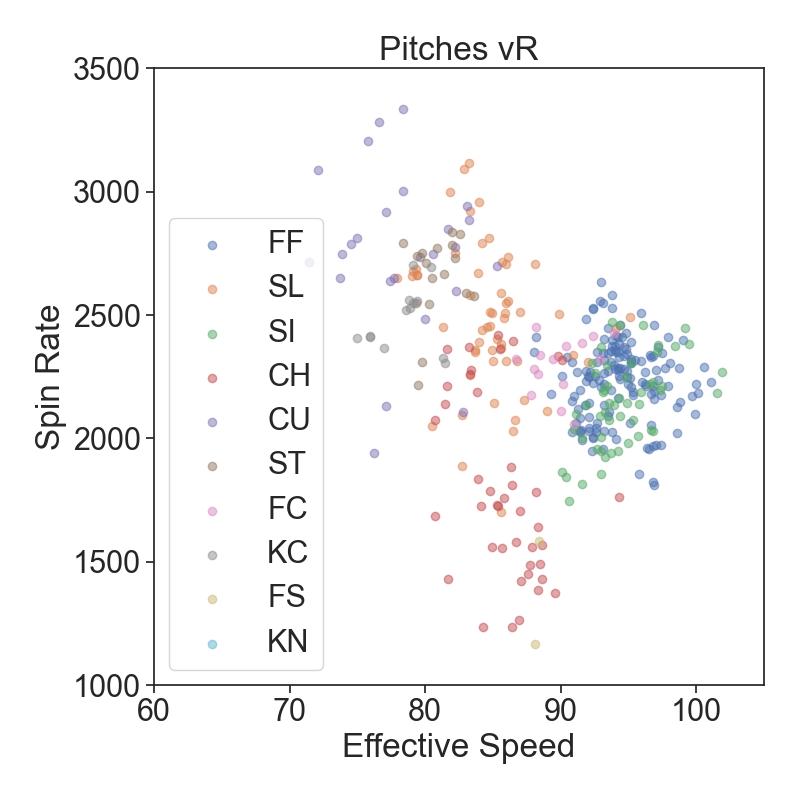 Pitches vR
3500
3000
2500
2000
1500
1000
Spin Rate
FF
SL
SI
CH
CU
ST
FC
KC
FS
KN
60 70 80 90 100
Effective Speed